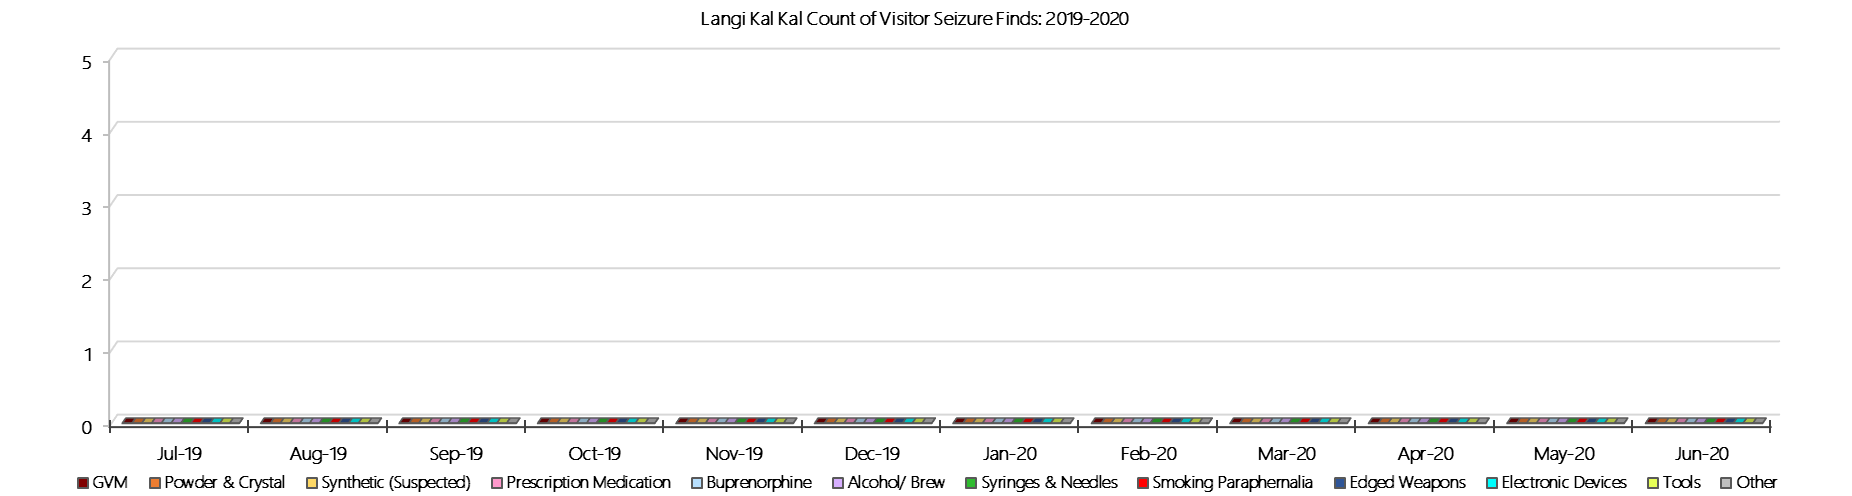 Langi Kal Kal Count of Visitor Seizure Finds: 2019-2020
5
4
3
2
1
0
Jul-19 Aug-19 Sep-19 Oct-19 Nov-19 Dec-19 Jan-20 Feb-20 Mar-20 Apr-20 May-20 Jun-20
GVM Powder & Crystal Synthetic (Suspected) Prescription Medication Buprenorphine Alcohol/ Brew Syringes & Needles Smoking Paraphernalia Edged Weapons Electronic Devices Tools Other